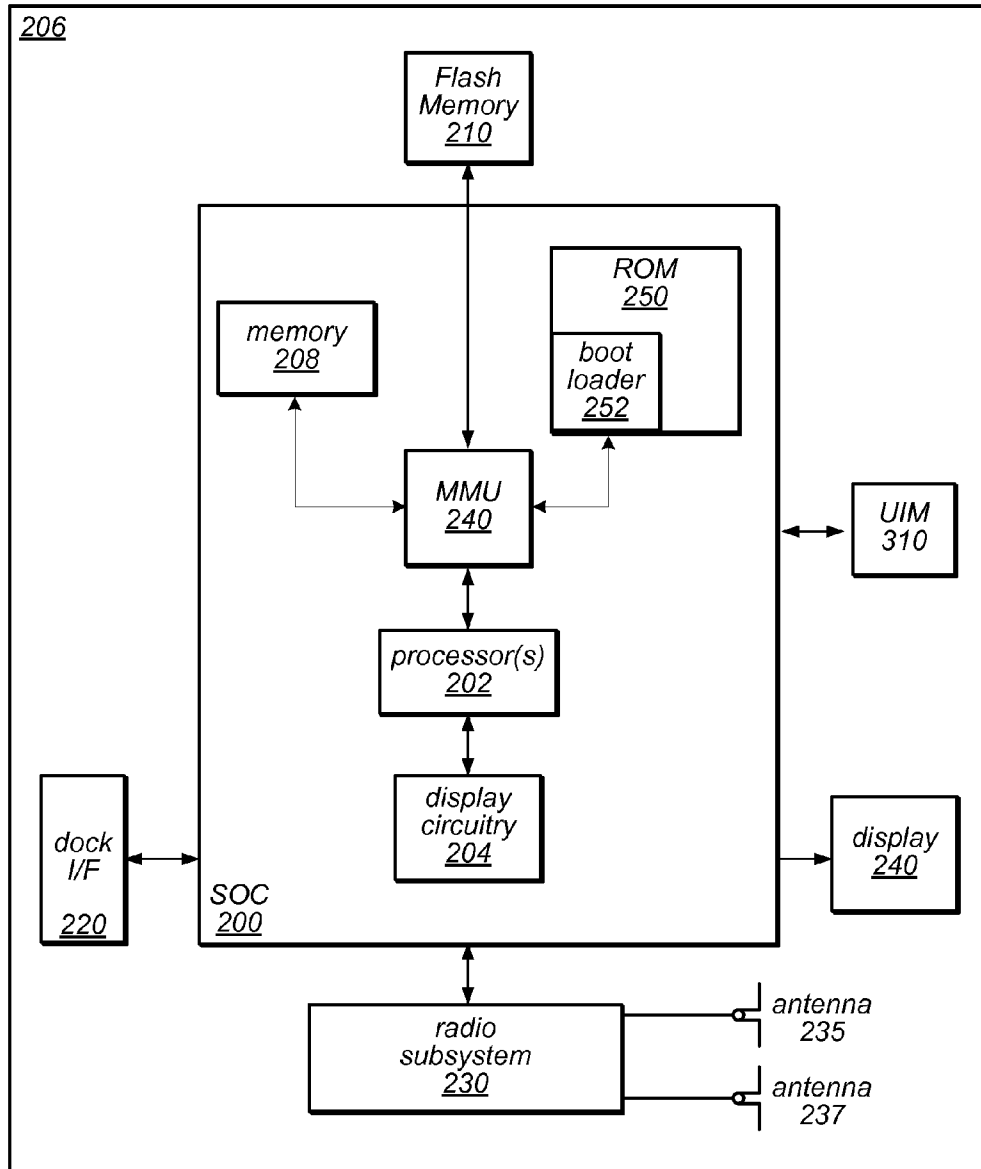 206
Flash
Memory
210
ROM
250
memory
208
boot
loader
252
MMU
240
UIM
310
processor(s)
202
display
circuitry
204
dock
I/F
220
display
240
SOC
200
radio
subsystem
230
antenna
235
antenna
237